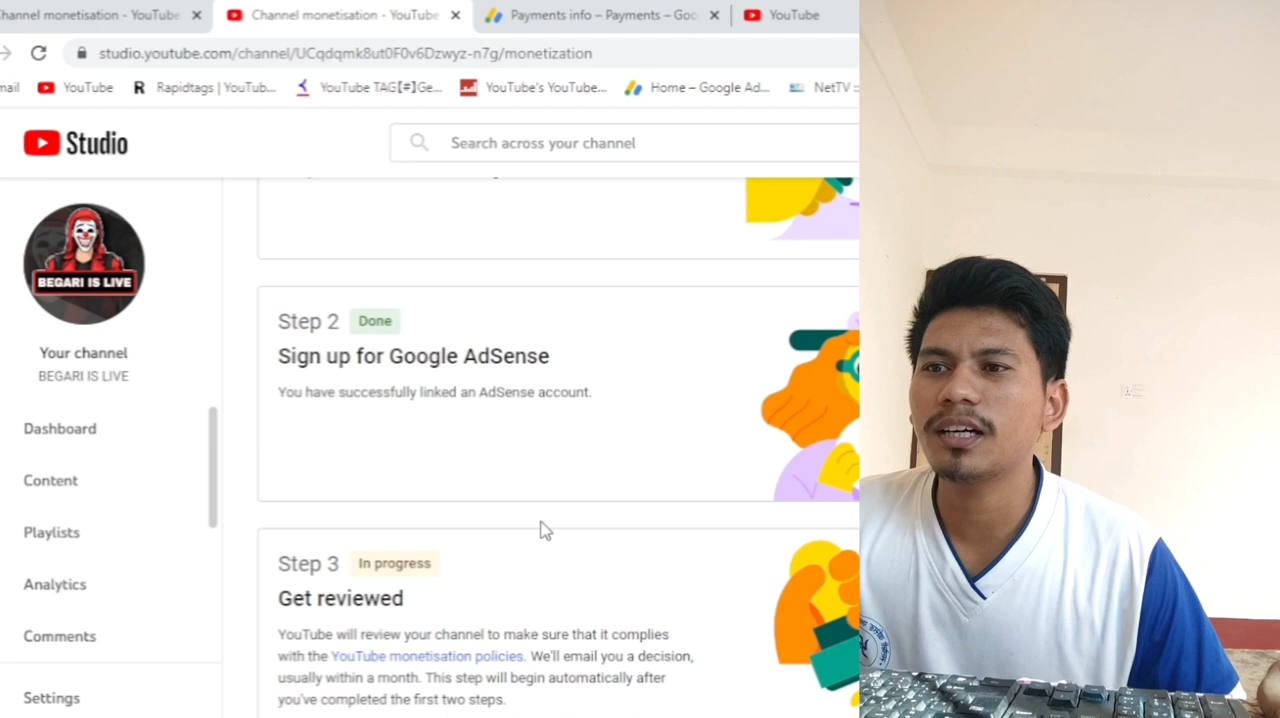 Channel monetisation - YouTube
Channel monetisation - YouTube
Payments info – Payments – Goo
YouTube
studio.youtube.com/channel/UCqdqmk8ut0F0v6Dzwyz-n7g/monetization
mail
YouTube
Rapidtags | YouTub...
YouTube TAG【#】Ge...
YouTube's YouTube...
Home – Google Ad...
NetTV ::
Studio
Search across your channel
BEGARI IS LIVE
Your channel
BEGARI IS LIVE
Dashboard
Content
Playlists
Analytics
Comments
Settings
Step 2 Done
Sign up for Google AdSense
You have successfully linked an AdSense account.
Step 3 In progress
Get reviewed
YouTube will review your channel to make sure that it complies
with the YouTube monetisation policies. We'll email you a decision,
usually within a month. This step will begin automatically after
you've completed the first two steps.